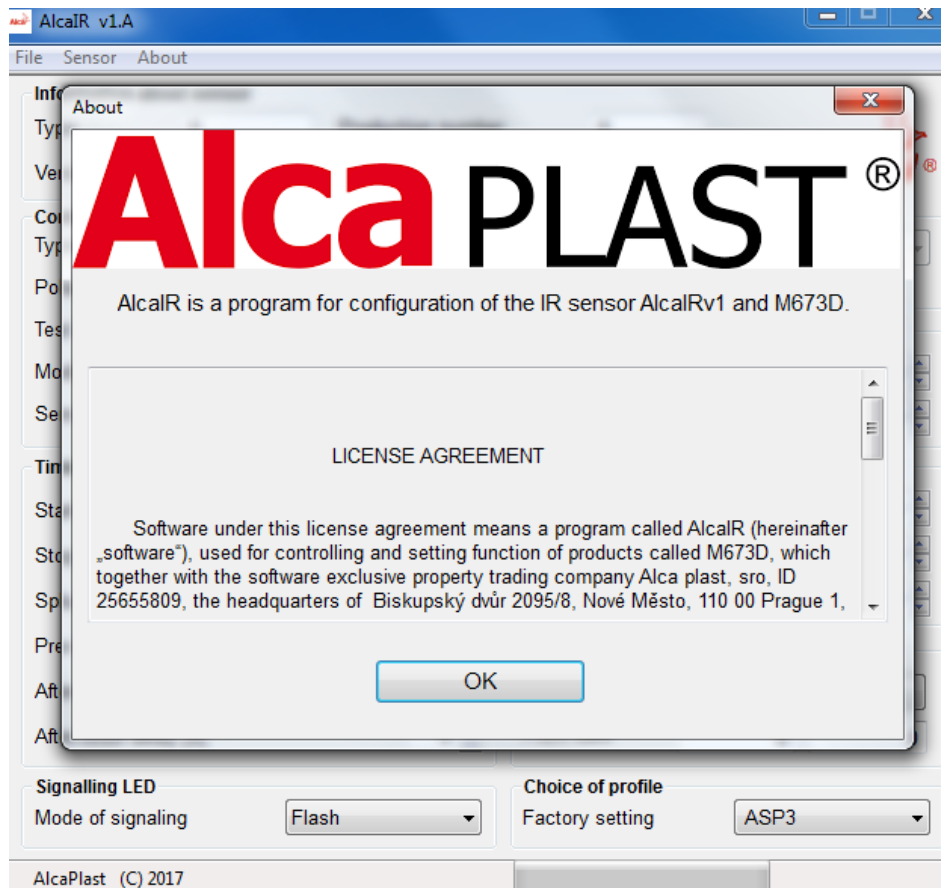 AlcaIR v1.A
File Sensor About
About
Alca PLAST ®
AlcaIR is a program for configuration of the IR sensor AlcaIRv1 and M673D.
LICENSE AGREEMENT
Software under this license agreement means a program called AlcaIR (hereinafter
„software“), used for controlling and setting function of products called M673D, which
together with the software exclusive property trading company Alca plast, sro, ID
25655809, the headquarters of Biskupský dvůr 2095/8, Nové Město, 110 00 Prague 1,
OK
Signalling LED
Mode of signaling Flash
Choice of profile
Factory setting ASP3
AlcaPlast (C) 2017